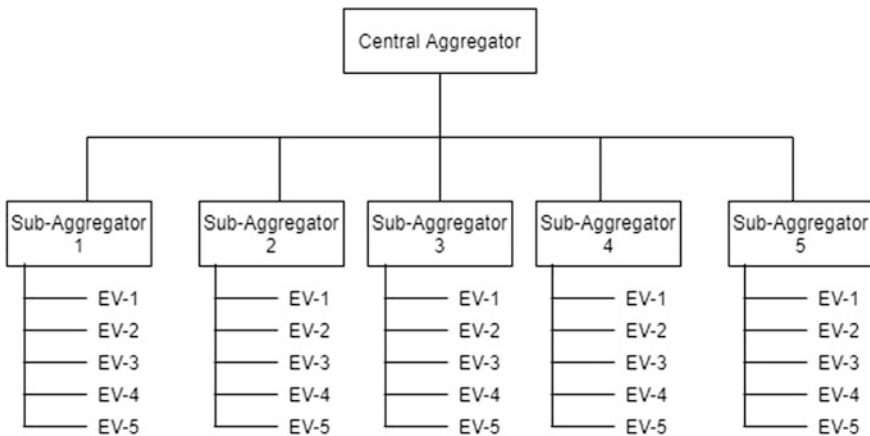 Central Aggregator
Sub-Aggregator
1
Sub-Aggregator
2
Sub-Aggregator
3
Sub-Aggregator
4
Sub-Aggregator
5
EV-1
EV-2
EV-3
EV-4
EV-5
EV-1
EV-2
EV-3
EV-4
EV-5
EV-1
EV-2
EV-3
EV-4
EV-5
EV-1
EV-2
EV-3
EV-4
EV-5
EV-1
EV-2
EV-3
EV-4
EV-5